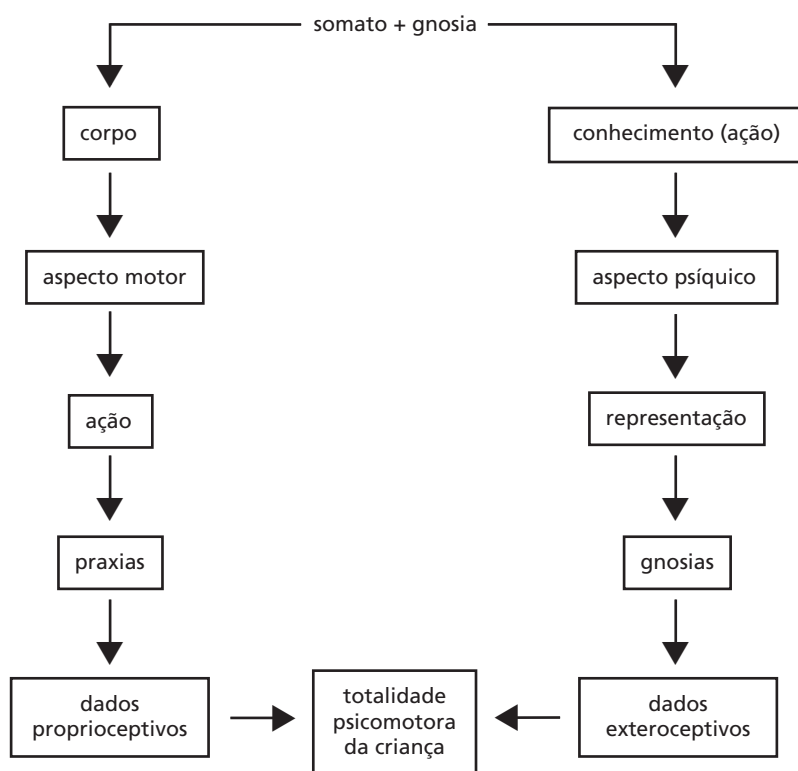 somato + gnosia
corpo
conhecimento (ação)
aspecto motor
aspecto psíquico
ação
representação
praxias
gnosias
dados
proprioceptivos
totalidade
psicomotora
da criança
dados
exteroceptivos